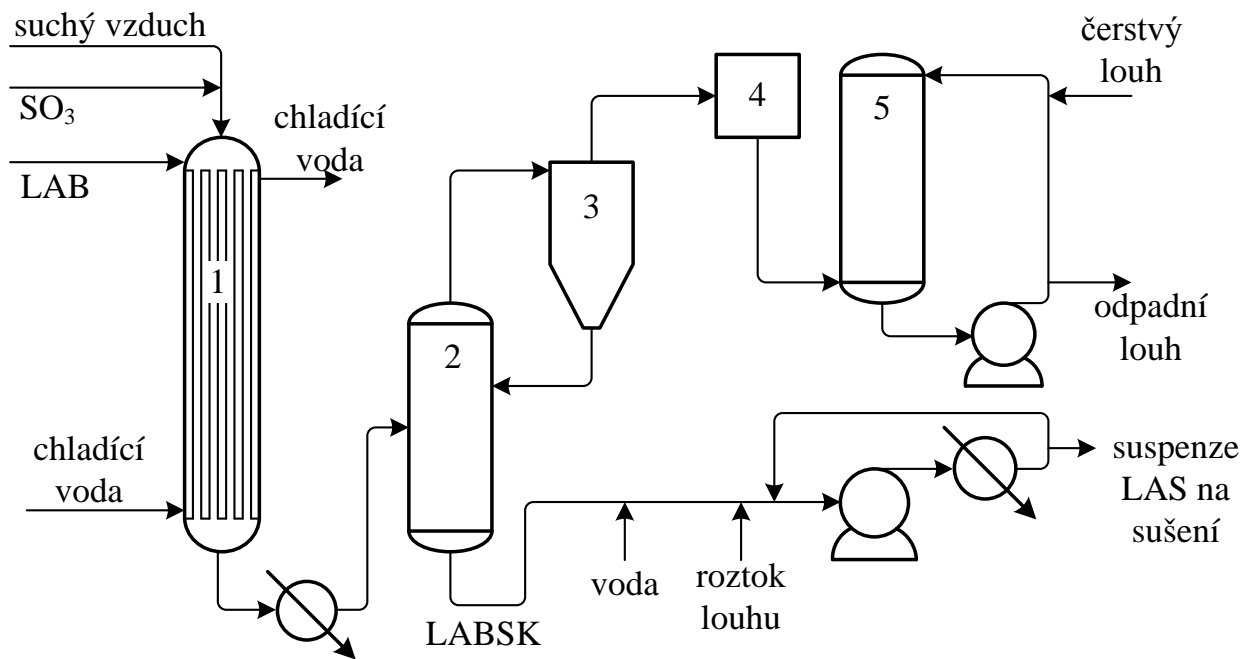 suchý vzduch
SO3
LAB
chladící
voda
1
chladící
voda
2
3
4
5
čerstvý
louh
odpadní
louh
LABSK
voda
roztok
louhu
suspenze
LAS na
sušení